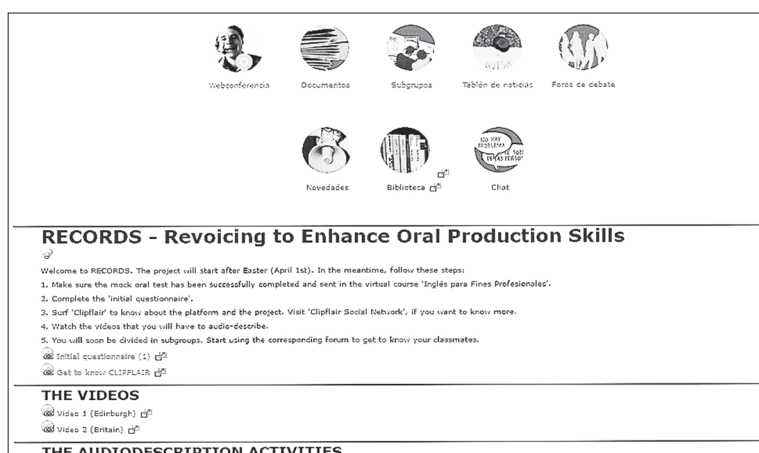 Webconferencia Documentos Subgrupos Tablón de noticias Foros de debate
NO HAY
PROBLEMA
Novedades Biblioteca Chat
RECORDS - Revoicing to Enhance Oral Production Skills
Welcome to RECORDS. The project will start after Easter (April 1st). In the meantime, follow these steps:
1. Make sure the mock oral test has been successfully completed and sent in the virtual course 'Inglés para Fines Profesionales'.
2. Complete the 'initial questionnaire'.
3. Surf 'Clipflair' to know about the platform and the project. Visit 'Clipflair Social Network', if you want to know more.
4. Watch the videos that you will have to audio-describe.
5. You will soon be divided in subgroups. Start using the corresponding forum to get to know your classmates.
Initial questionnaire (1)
Get to know CLIPFLAIR
THE VIDEOS
Video 1 (Edinburgh)
Video 2 (Britain)
THE AUDIODESCRIPTION ACTIVITIES